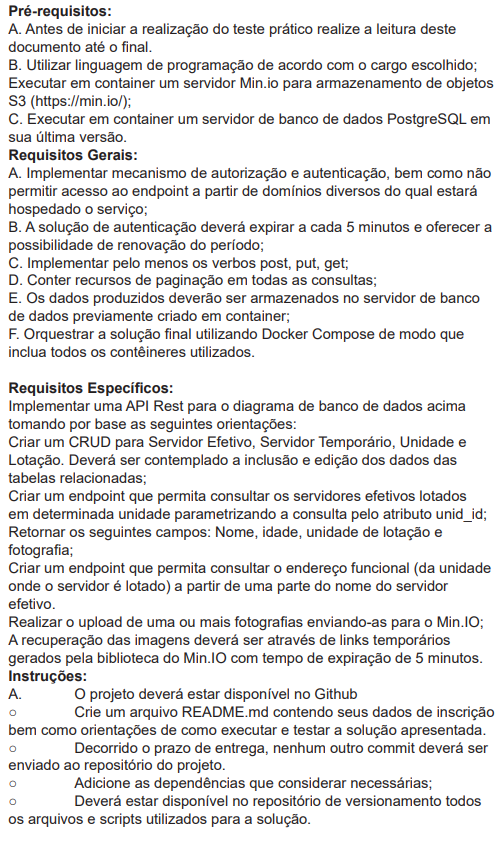 Pré-requisitos:
A. Antes de iniciar a realização do teste prático realize a leitura deste
documento até o final.
B. Utilizar linguagem de programação de acordo com o cargo escolhido;
Executar em container um servidor Min.io para armazenamento de objetos
S3 (https://min.io/);
C. Executar em container um servidor de banco de dados PostgreSQL em
sua última versão.
Requisitos Gerais:
A. Implementar mecanismo de autorização e autenticação, bem como não
permitir acesso ao endpoint a partir de domínios diversos do qual estará
hospedado o serviço;
B. A solução de autenticação deverá expirar a cada 5 minutos e oferecer a
possibilidade de renovação do período;
C. Implementar pelo menos os verbos post, put, get;
D. Conter recursos de paginação em todas as consultas;
E. Os dados produzidos deverão ser armazenados no servidor de banco
de dados previamente criado em container;
F. Orquestrar a solução final utilizando Docker Compose de modo que
inclua todos os contêineres utilizados.
Requisitos Específicos:
Implementar uma API Rest para o diagrama de banco de dados acima
tomando por base as seguintes orientações:
Criar um CRUD para Servidor Efetivo, Servidor Temporário, Unidade e
Lotação. Deverá ser contemplado a inclusão e edição dos dados das
tabelas relacionadas;
Criar um endpoint que permita consultar os servidores efetivos lotados
em determinada unidade parametrizando a consulta pelo atributo unid_id;
Retornar os seguintes campos: Nome, idade, unidade de lotação e
fotografia;
Criar um endpoint que permita consultar o endereço funcional (da unidade
onde o servidor é lotado) a partir de uma parte do nome do servidor
efetivo.
Realizar o upload de uma ou mais fotografias enviando-as para o Min.IO;
A recuperação das imagens deverá ser através de links temporários
gerados pela biblioteca do Min.IO com tempo de expiração de 5 minutos.
Instruções:
A. O projeto deverá estar disponível no Github
○ Crie um arquivo README.md contendo seus dados de inscrição
bem como orientações de como executar e testar a solução apresentada.
○ Decorrido o prazo de entrega, nenhum outro commit deverá ser
enviado ao repositório do projeto.
○ Adicione as dependências que considerar necessárias;
○ Deverá estar disponível no repositório de versionamento todos
os arquivos e scripts utilizados para a solução.